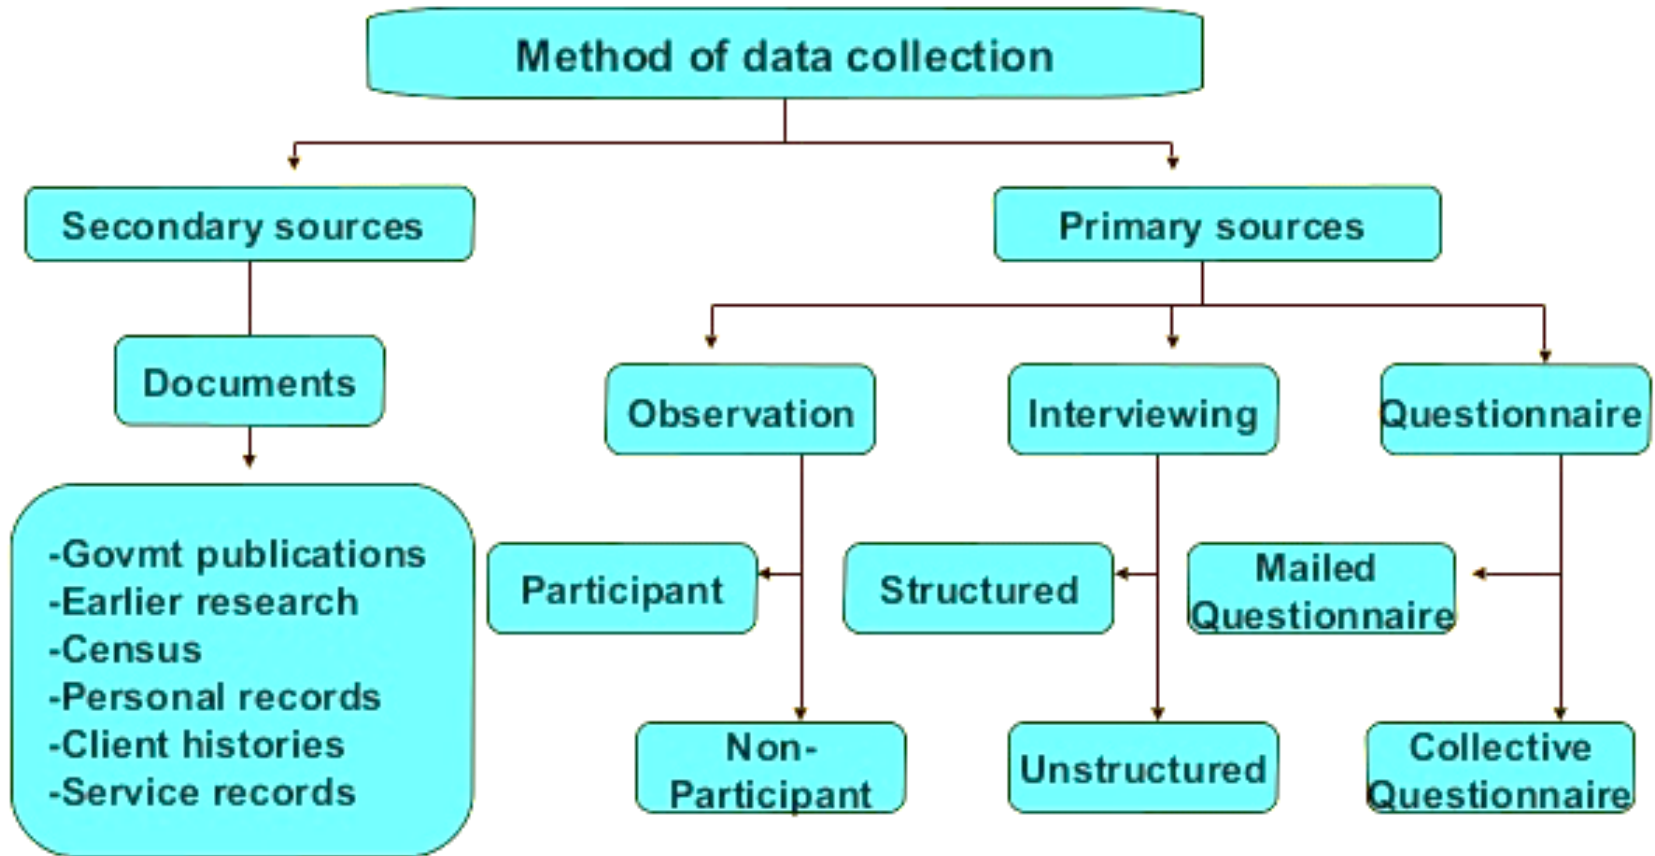 Method of data collection
Secondary sources
Primary sources
Documents
Observation
Interviewing
Questionnaire
-Govmt publications
-Earlier research
-Census
-Personal records
-Client histories
-Service records
Participant
Structured
Mailed
Questionnaire
Non-
Participant
Unstructured
Collective
Questionnaire